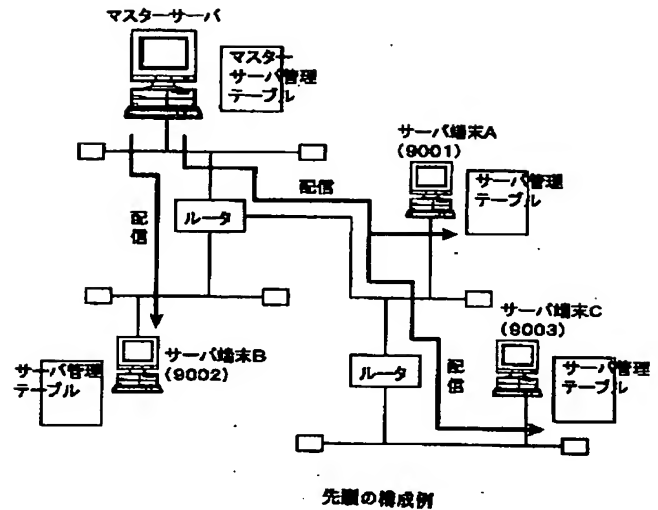 マスターサーバ
マスター
サーバ管理
テーブル
サーバ端末A
(9001)
サーバ管理
テーブル
配信
配信
ルータ
サーバ端末B
(9002)
サーバ管理
テーブル
ルータ
配信
サーバ端末C
(9003)
サーバ管理
テーブル
先願の構成例